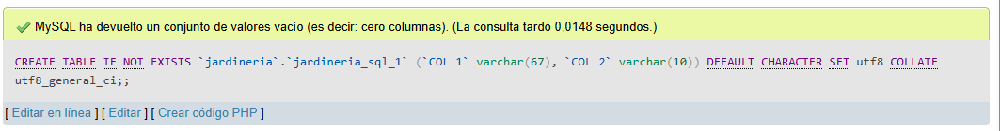 MySQL ha devuelto un conjunto de valores vacío (es decir: cero columnas). (La consulta tardó 0,0148 segundos.)
CREATE TABLE IF NOT EXISTS `jardineria`.`jardineria_sql_1` (`COL 1` varchar(67), `COL 2` varchar(10)) DEFAULT CHARACTER SET utf8 COLLATE
utf8_general_ci;;
[ Editar en línea ] [ Editar ] [ Crear código PHP ]